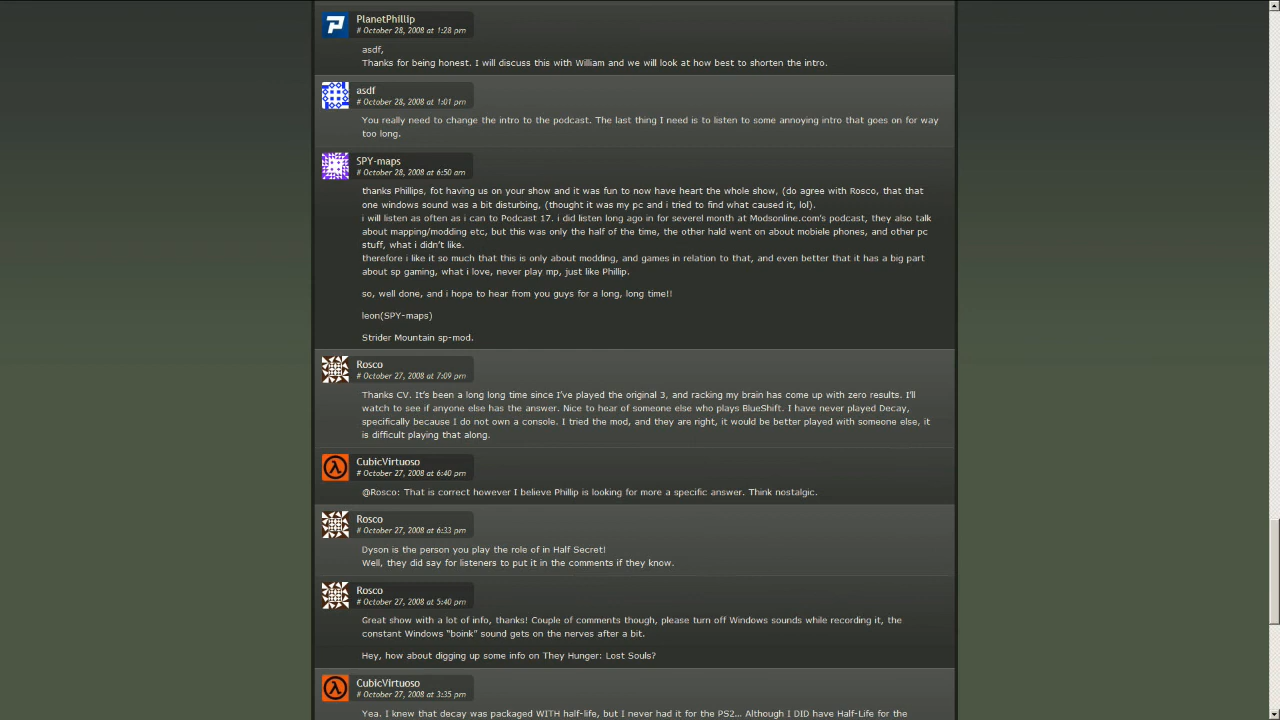 PlanetPhillip
# October 28, 2008 at 1:28 pm
asdf,
Thanks for being honest. I will discuss this with William and we will look at how best to shorten the intro.
asdf
# October 28, 2008 at 1:01 pm
You really need to change the intro to the podcast. The last thing I need is to listen to some annoying intro that goes on for way
too long.
SPY-maps
# October 28, 2008 at 6:50 am
thanks Phillips, fot having us on your show and it was fun to now have heart the whole show, (do agree with Rosco, that that
one windows sound was a bit disturbing, (thought it was my pc and i tried to find what caused it, lol).
i will listen as often as i can to Podcast 17. i did listen long ago in for severel month at Modsonline.com's podcast, they also talk
about mapping/modding etc, but this was only the half of the time, the other hald went on about mobiele phones, and other pc
stuff, what i didn't like.
therefore i like it so much that this is only about modding, and games in relation to that, and even better that it has a big part
about sp gaming, what i love, never play mp, just like Phillip.
so, well done, and i hope to hear from you guys for a long, long time!!
leon(SPY-maps)
Strider Mountain sp-mod.
Rosco
# October 27, 2008 at 7:09 pm
Thanks CV. It's been a long long time since I've played the original 3, and racking my brain has come up with zero results. I'll
watch to see if anyone else has the answer. Nice to hear of someone else who plays BlueShift. I have never played Decay,
specifically because I do not own a console. I tried the mod, and they are right, it would be better played with someone else, it
is difficult playing that along.
CubicVirtuoso
# October 27, 2008 at 6:40 pm
@Rosco: That is correct however I believe Phillip is looking for more a specific answer. Think nostalgic.
Rosco
# October 27, 2008 at 6:33 pm
Dyson is the person you play the role of in Half Secret!
Well, they did say for listeners to put it in the comments if they know.
Rosco
# October 27, 2008 at 5:40 pm
Great show with a lot of info, thanks! Couple of comments though, please turn off Windows sounds while recording it, the
constant Windows "boink" sound gets on the nerves after a bit.
Hey, how about digging up some info on They Hunger: Lost Souls?
CubicVirtuoso
# October 27, 2008 at 3:35 pm
Yea. I knew that decay was packaged WITH half-life, but I never had it for the PS2... Although I DID have Half-Life for the